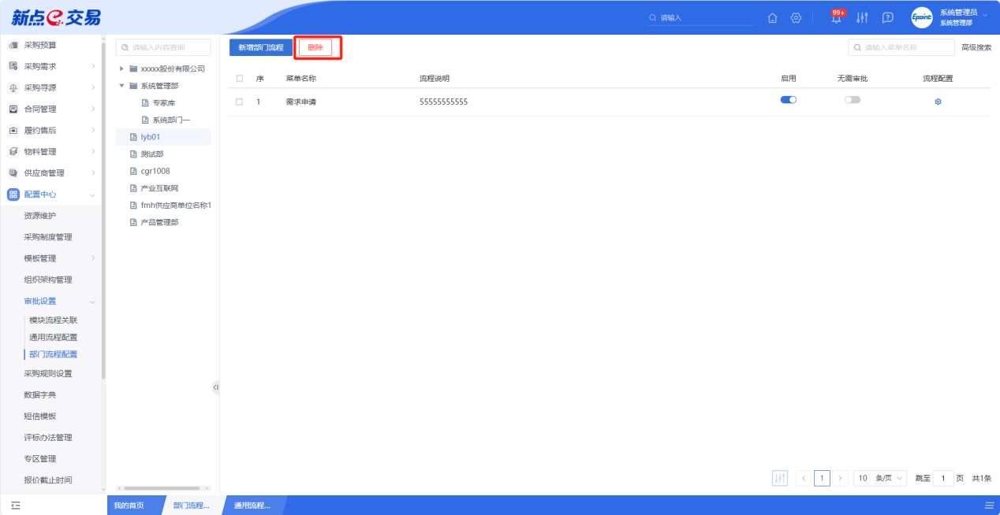 新点e交易
请输入
99+
Epoint
系统管理员
系统管理部
采购预算
采购需求
采购寻源
合同管理
履约售后
物料管理
供应商管理
配置中心
资源维护
采购制度管理
模板管理
组织架构管理
审批设置
模块流程关联
通用流程配置
部门流程配置
采购规则设置
数据字典
短信模板
评标办法管理
专区管理
报价截止时间
请输入内容查询
xxxxx股份有限公司
系统管理部
专家库
系统部门一
lyb01
测试部
cgr1008
产业互联网
fmh供应商单位名称1
产品管理部
新增部门流程 删除
请输入菜单名称 高级搜索
序 菜单名称 流程说明 启用 无需审批 流程配置
1 需求申请 55555555555
1 10 条/页 跳至 1 页 共1条
我的首页 部门流程... 通用流程...